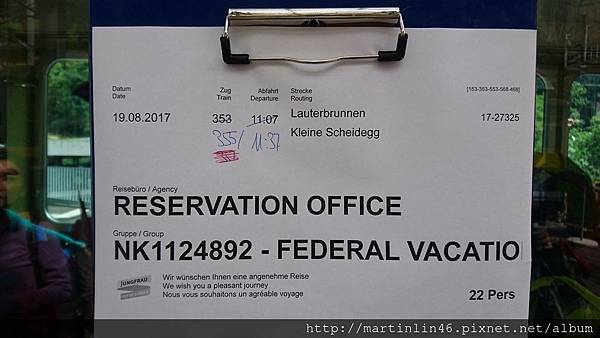 Datum Zug Abfahrt Strecke [153-353-553-568-468]
Date Train Departure Routing
19.08.2017 353 11:07 Lauterbrunnen 17-27325
355/ 11:37 Kleine Scheidegg
Reisebüro / Agency
RESERVATION OFFICE
Gruppe / Group
NK1124892 - FEDERAL VACATIO
JUNGFRAU
Wir wünschen Ihnen eine angenehme Reise
We wish you a pleasant journey
Nous vous souhaitons un agréable voyage
22 Pers
http://martinlin46.pixnet.net/album